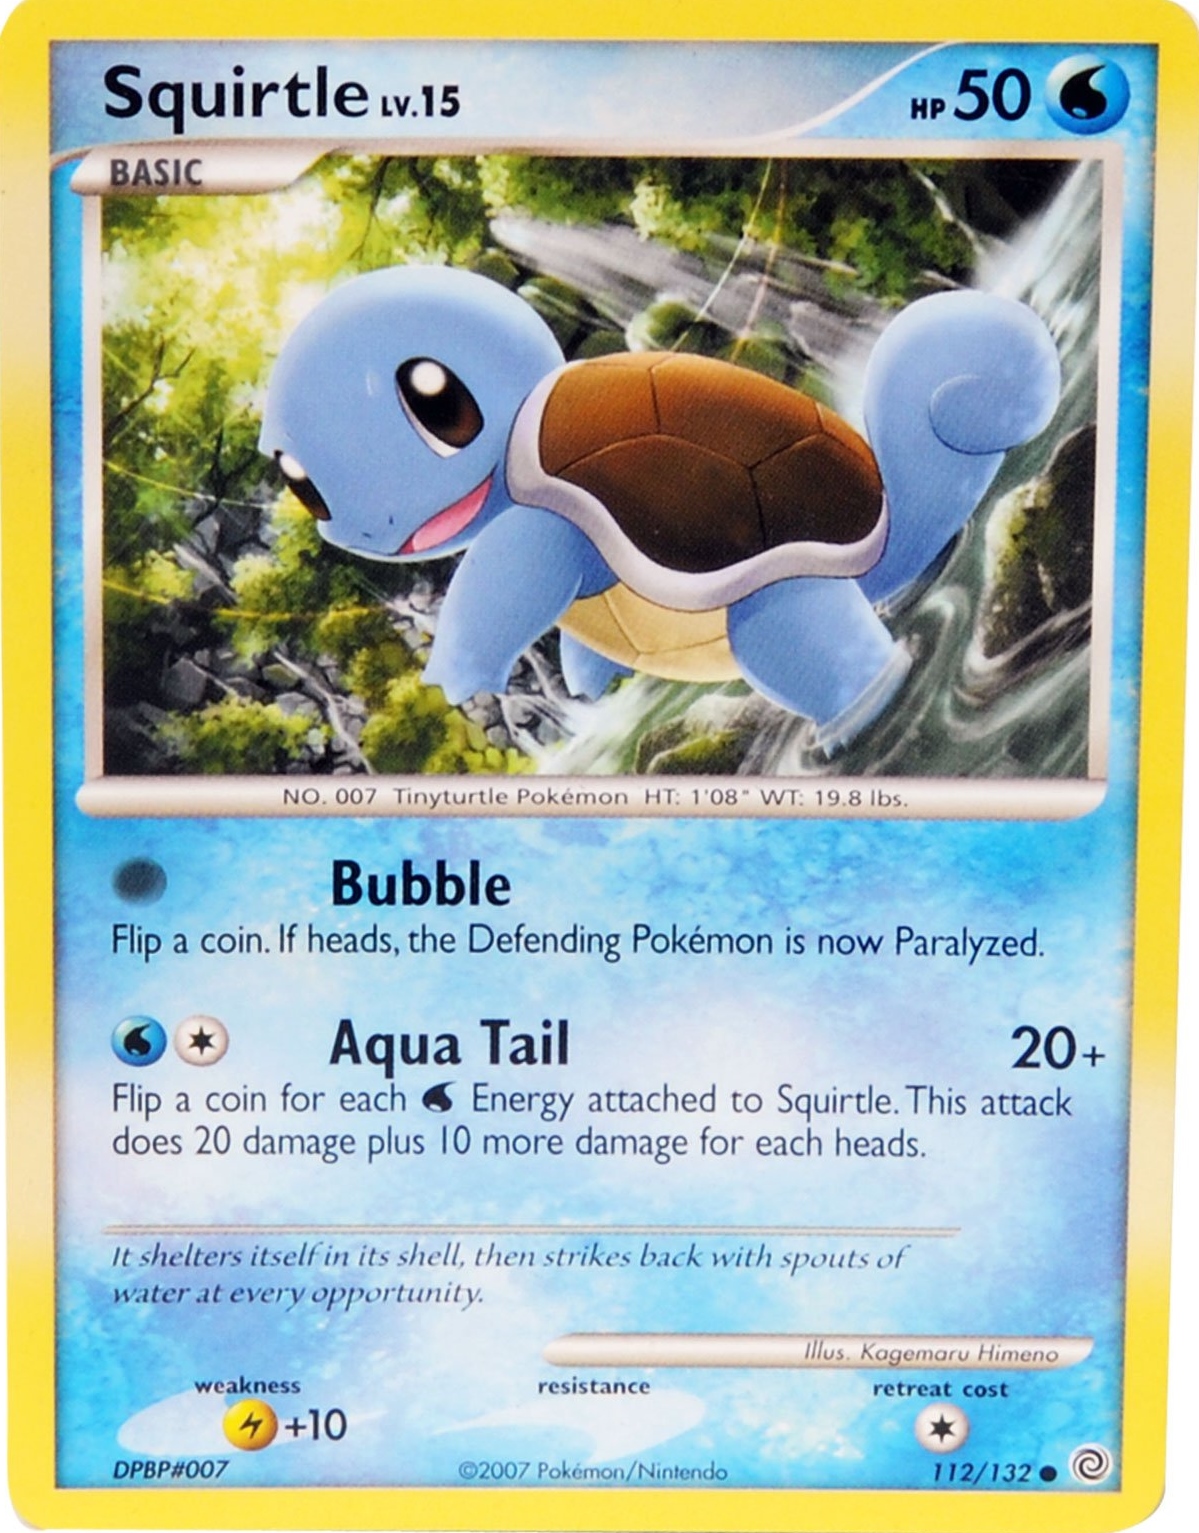 Squirtle LV.15
HP 50
BASIC
NO. 007 Tinyturtle Pokémon HT: 1'08" WT: 19.8 lbs.
Bubble
Flip a coin. If heads, the Defending Pokémon is now Paralyzed.
Aqua Tail 20+
Flip a coin for each Energy attached to Squirtle. This attack
does 20 damage plus 10 more damage for each heads.
It shelters itself in its shell, then strikes back with spouts of
water at every opportunity.
Illus. Kagemaru Himeno
weakness resistance retreat cost
+10
DPBP#007 ©2007 Pokémon/Nintendo 112/132